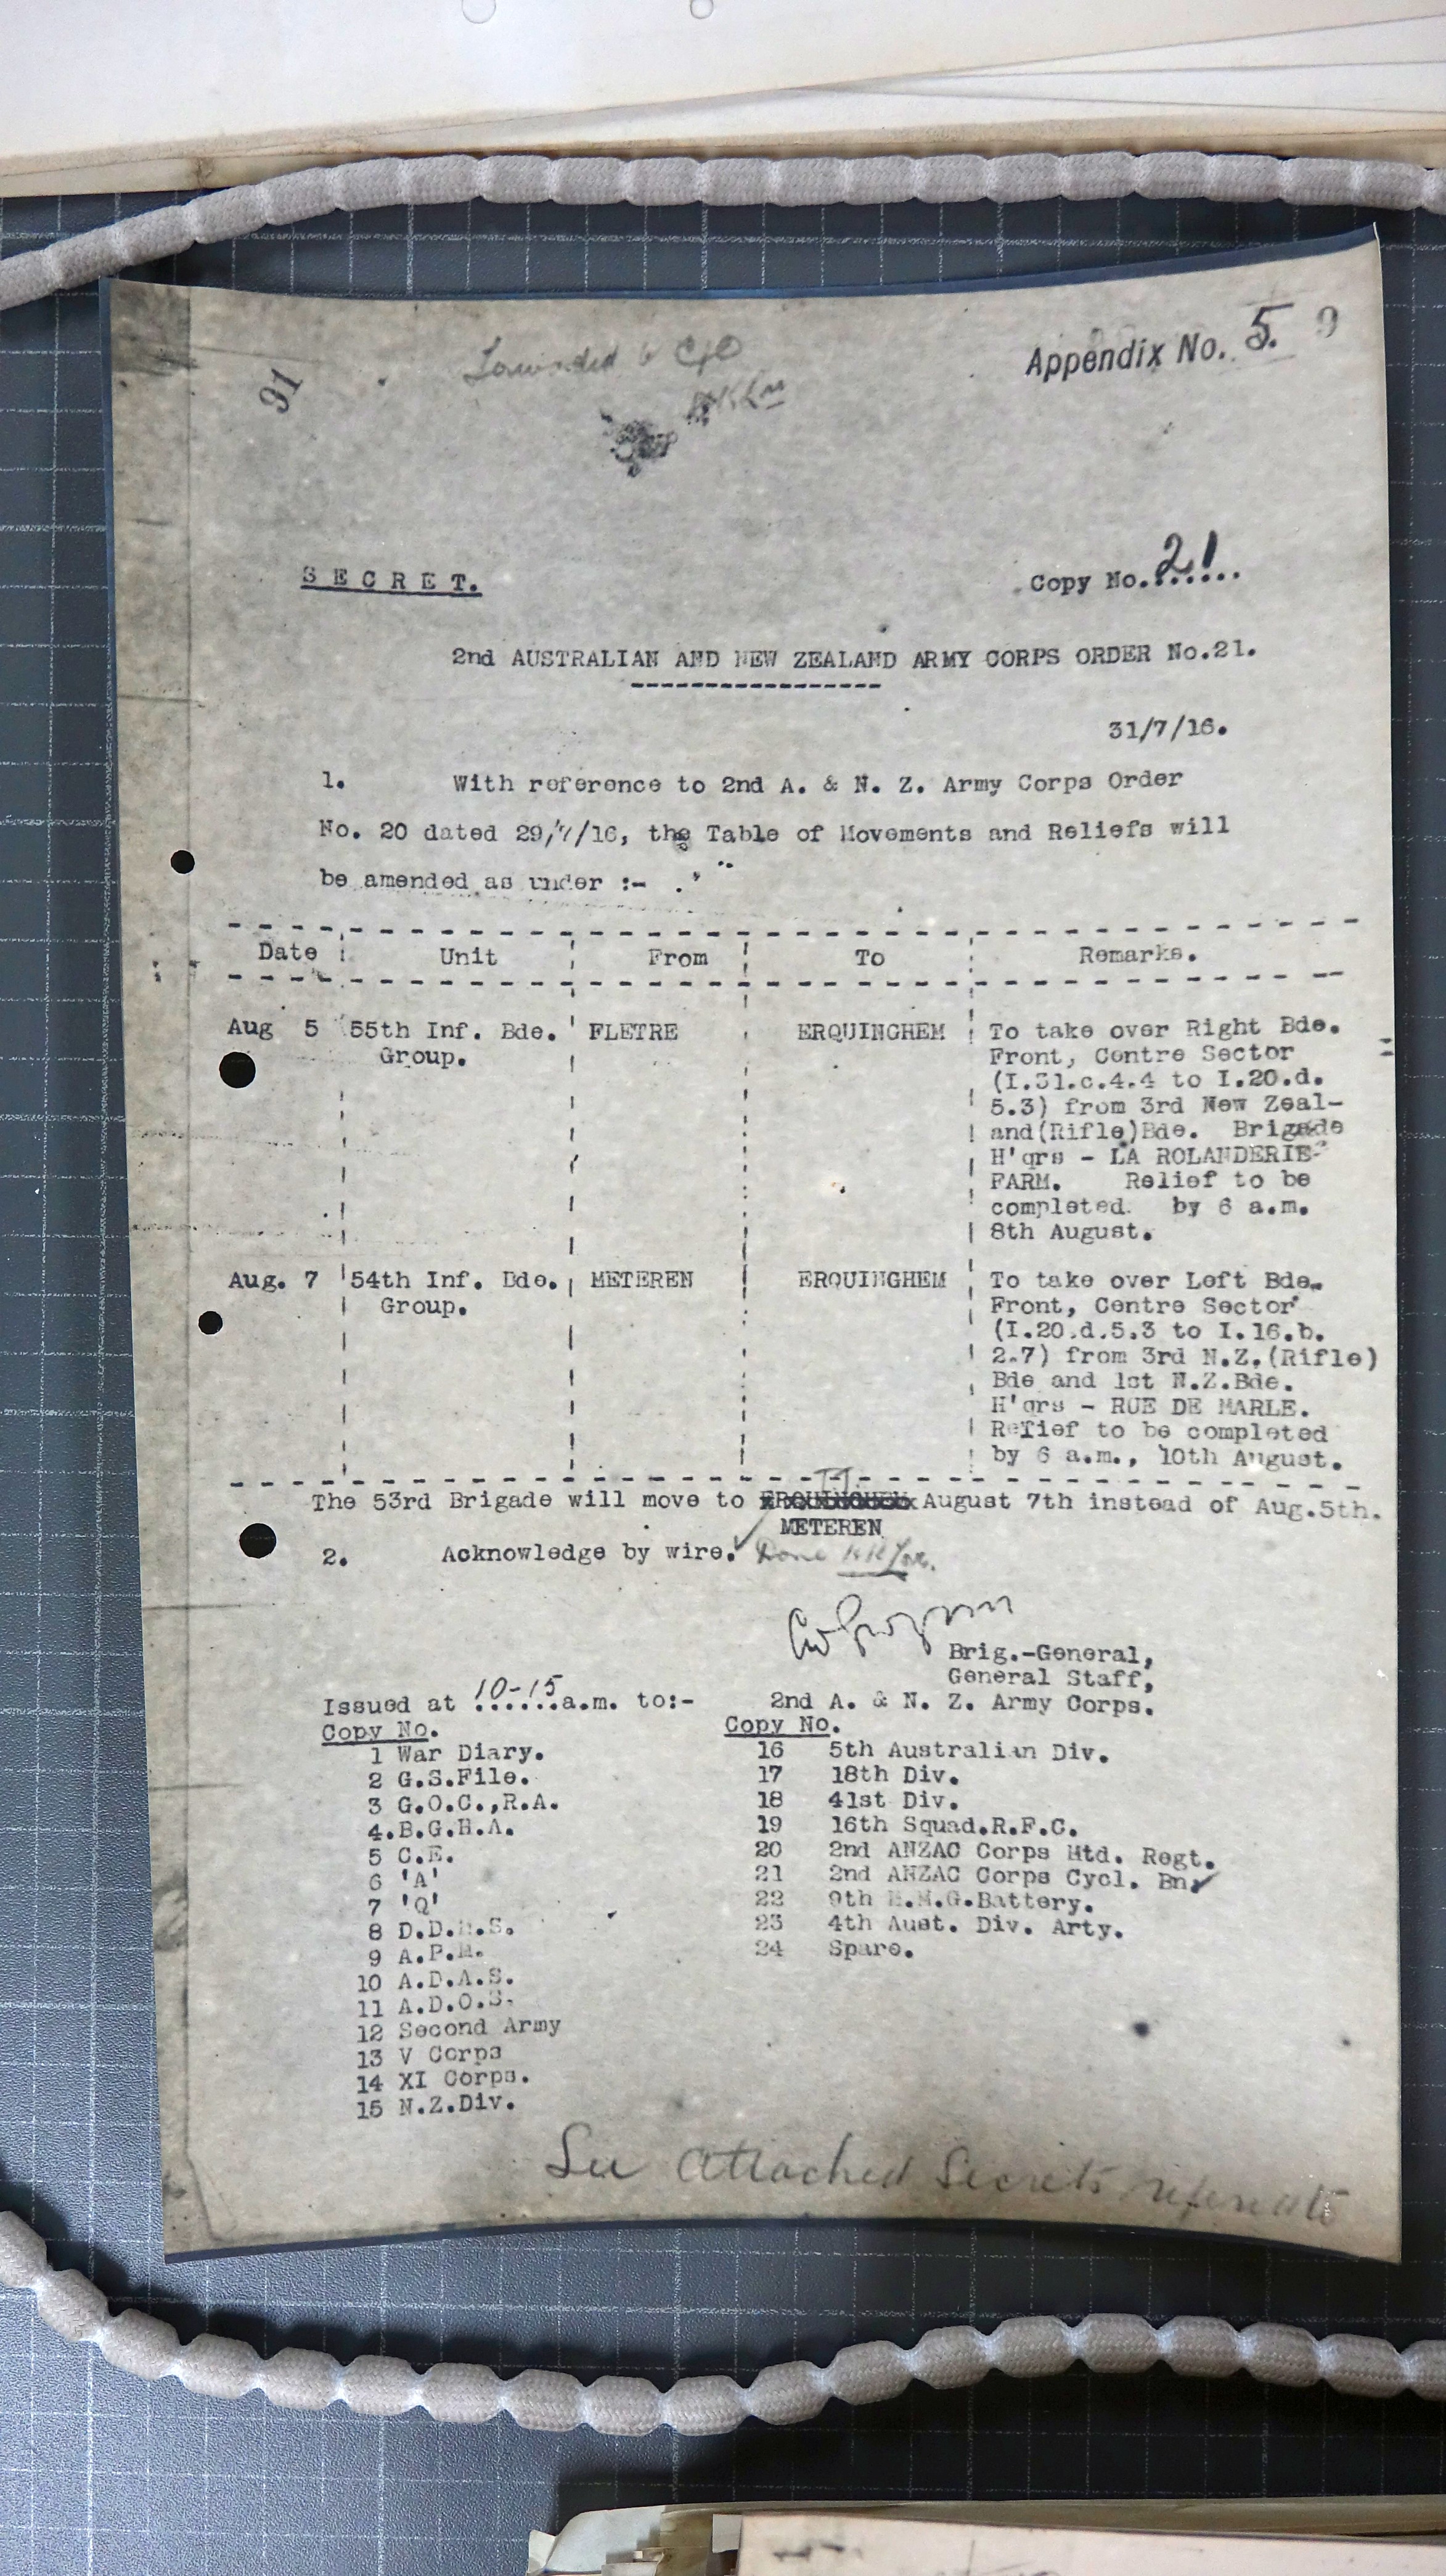 Appendix No. 5.
91
SECRET.
Copy No. 21
2nd AUSTRALIAN AND NEW ZEALAND ARMY CORPS ORDER No.21.
31/7/16.
1. With reference to 2nd A. & N. Z. Army Corps Order
No. 20 dated 29/7/16, the Table of Movements and Reliefs will
be amended as under :-
Date Unit From To Remarks.
Aug 5 55th Inf. Bde. FLETRE ERQUINGHEM To take over Right Bde.
Group. Front, Centre Sector
(I.31.c.4.4 to I.20.d.
5.3) from 3rd New Zeal-
and(Rifle)Bde. Brigade
H'qrs - LA ROLANDERIE
FARM. Relief to be
completed. by 6 a.m.
8th August.
Aug. 7 54th Inf. Bde. METEREN ERQUINGHEM To take over Left Bde.
Group. Front, Centre Sector
(I.20.d.5.3 to I.16.b.
2.7) from 3rd N.Z.(Rifle)
Bde and 1st N.Z.Bde.
H'qrs - RUE DE MARLE.
Relief to be completed
by 6 a.m., 10th August.
The 53rd Brigade will move to ERQUINGHEM August 7th instead of Aug.5th.
METEREN
2. Acknowledge by wire. Done
Brig.-General,
General Staff,
2nd A. & N. Z. Army Corps.
Issued at 10-15 a.m. to:-
Copy No.
1 War Diary.
2 G.S.File.
3 G.O.C.,R.A.
4.B.G.H.A.
5 C.E.
6 'A'
7 'Q'
8 D.D.M.S.
9 A.P.M.
10 A.D.A.S.
11 A.D.O.S.
12 Second Army
13 V Corps
14 XI Corps.
15 N.Z.Div.
Copy No.
16 5th Australian Div.
17 18th Div.
18 41st Div.
19 16th Squad.R.F.C.
20 2nd ANZAC Corps Mtd. Regt.
21 2nd ANZAC Corps Cycl. Bn.
22 9th M.M.G.Battery.
23 4th Aust. Div. Arty.
24 Spare.
See attached Secrets